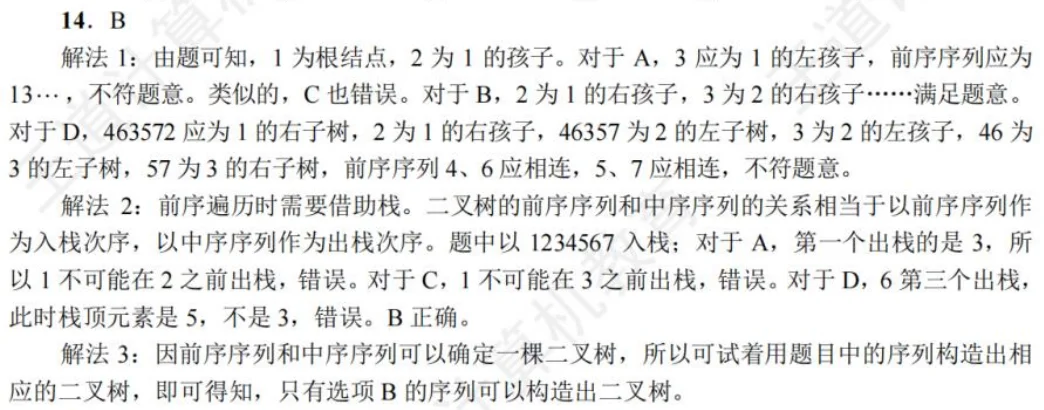 14. B
解法 1：由题可知，1 为根结点，2 为 1 的孩子。对于 A，3 应为 1 的左孩子，前序序列应为
13…，不符题意。类似的，C 也错误。对于 B，2 为 1 的右孩子，3 为 2 的右孩子……满足题意。
对于 D，463572 应为 1 的右子树，2 为 1 的右孩子，46357 为 2 的左子树，3 为 2 的左孩子，46 为
3 的左子树，57 为 3 的右子树，前序序列 4、6 应相连，5、7 应相连，不符题意。
解法 2：前序遍历时需要借助栈。二叉树的前序序列和中序序列的关系相当于以前序序列作
为入栈次序，以中序序列作为出栈次序。题中以 1234567 入栈；对于 A，第一个出栈的是 3，所
以 1 不可能在 2 之前出栈，错误。对于 C，1 不可能在 3 之前出栈，错误。对于 D，6 第三个出栈，
此时栈顶元素是 5，不是 3，错误。B 正确。
解法 3：因前序序列和中序序列可以确定一棵二叉树，所以可试着用题目中的序列构造出相
应的二叉树，即可得知，只有选项 B 的序列可以构造出二叉树。